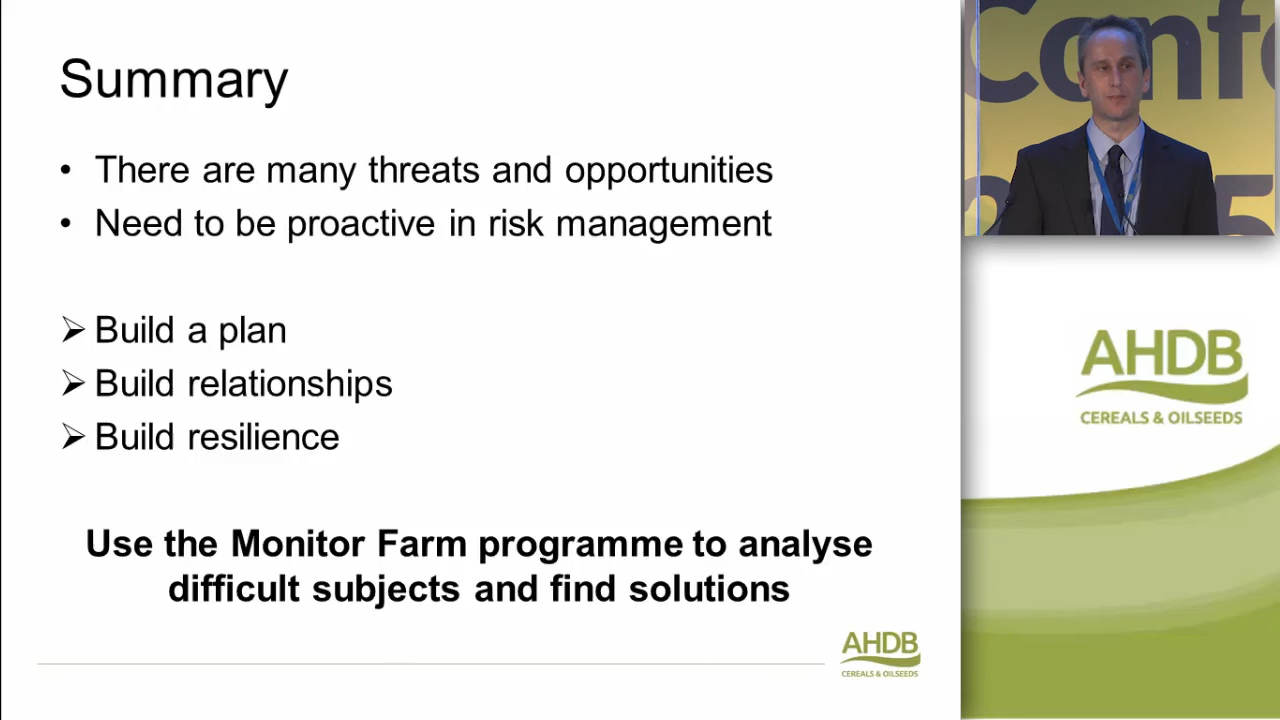 Summary
• There are many threats and opportunities
• Need to be proactive in risk management
➢ Build a plan
➢ Build relationships
➢ Build resilience
Use the Monitor Farm programme to analyse
difficult subjects and find solutions
AHDB
CEREALS & OILSEEDS
Conf
5
AHDB
CEREALS & OILSEEDS